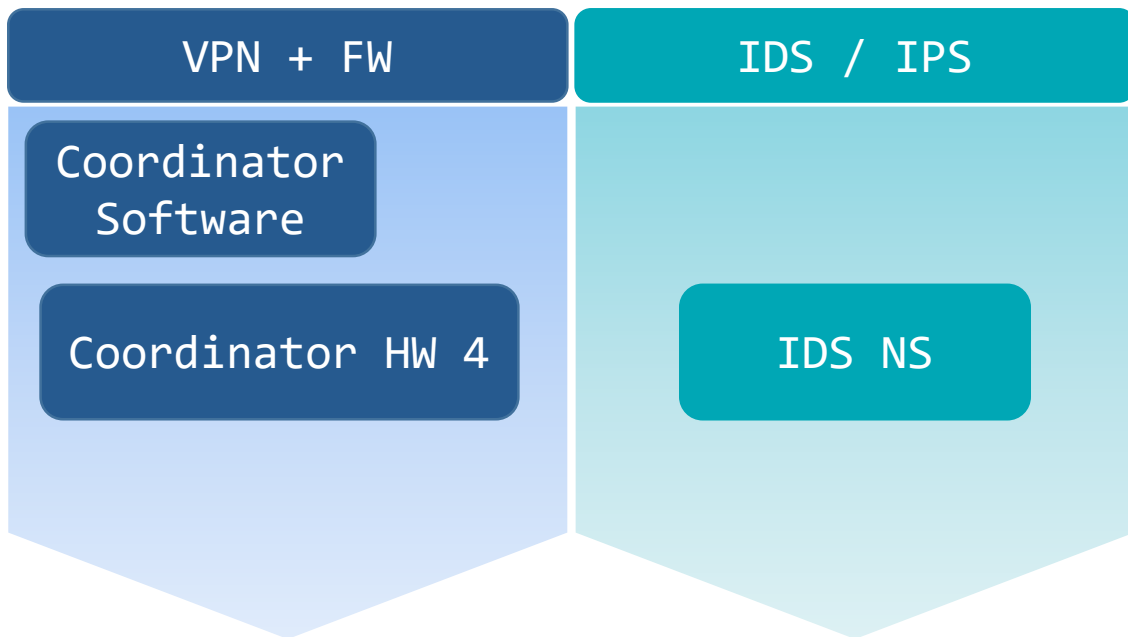 VPN + FW
IDS / IPS
Coordinator
Software
Coordinator HW 4
IDS NS